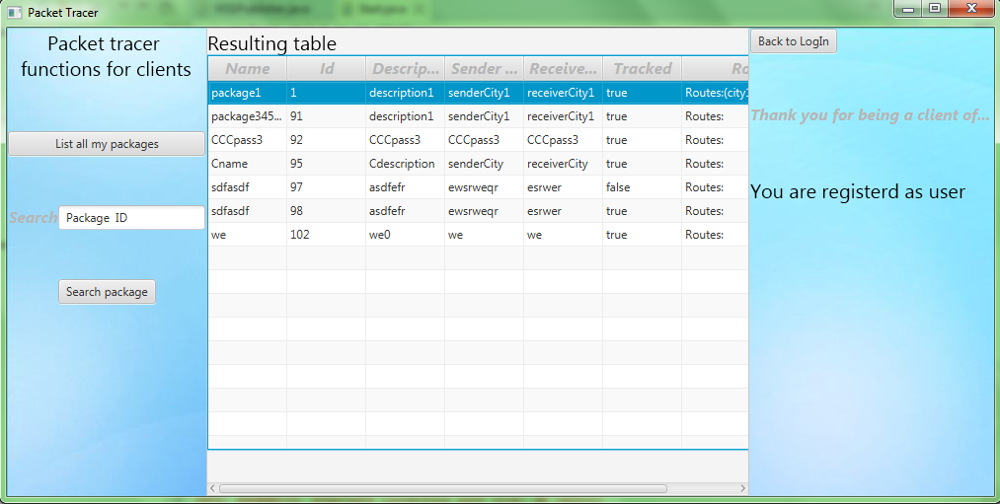 Packet Tracer
Packet tracer
functions for clients
List all my packages
Search Package ID
Search package
Resulting table
Name Id Descrip... Sender ... Receive... Tracked Ro
package1 1 description1 senderCity1 receiverCity1 true Routes:(city1
package345... 91 description1 senderCity1 receiverCity1 true Routes:
CCCpass3 92 CCCpass3 CCCpass3 CCCpass3 true Routes:
Cname 95 Cdescription senderCity receiverCity true Routes:
sdfasdf 97 asdfefr ewsrweqr esrwer false Routes:
sdfasdf 98 asdfefr ewsrweqr esrwer true Routes:
we 102 we0 we we true Routes:
Back to LogIn
Thank you for being a client of...
You are registerd as user